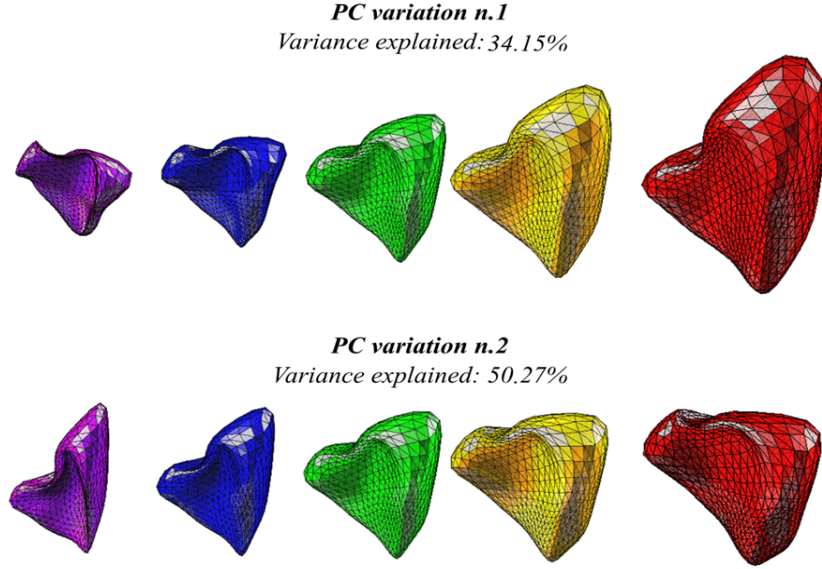 PC variation n.1
Variance explained: 34.15%
PC variation n.2
Variance explained: 50.27%